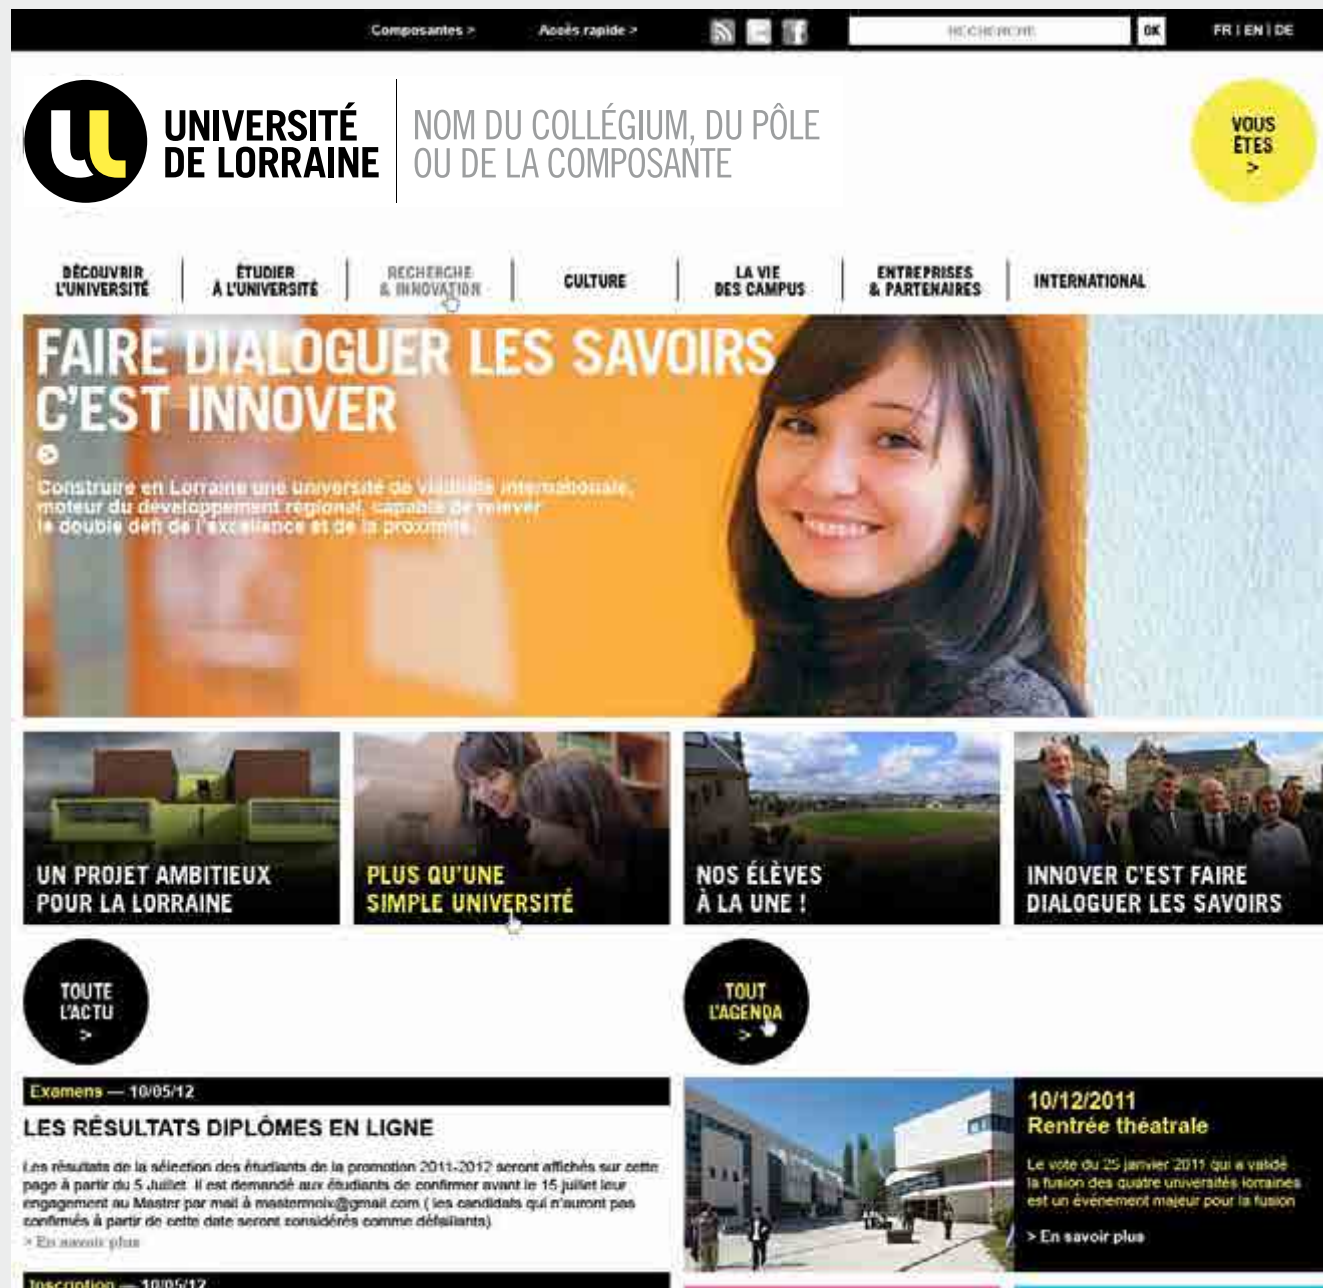 Composantes >
Accès rapide >
RECHERCHE
OK
FR | EN | DE
UNIVERSITÉ
DE LORRAINE
NOM DU COLLÉGIUM, DU PÔLE
OU DE LA COMPOSANTE
VOUS
ÊTES
>
DÉCOUVRIR
L'UNIVERSITÉ
ÉTUDIER
À L'UNIVERSITÉ
RECHERCHE
& INNOVATION
CULTURE
LA VIE
DES CAMPUS
ENTREPRISES
& PARTENAIRES
INTERNATIONAL
FAIRE DIALOGUER LES SAVOIRS
C'EST INNOVER
Construire en Lorraine une université de visibilité internationale,
moteur du développement régional, capable de relever
le double défi de l'excellence et de la proximité.
UN PROJET AMBITIEUX
POUR LA LORRAINE
PLUS QU'UNE
SIMPLE UNIVERSITÉ
NOS ÉLÈVES
À LA UNE !
INNOVER C'EST FAIRE
DIALOGUER LES SAVOIRS
TOUTE
L'ACTU
>
TOUT
L'AGENDA
>
Examens — 10/05/12
LES RÉSULTATS DIPLÔMES EN LIGNE
Les résultats de la sélection des étudiants de la promotion 2011-2012 seront affichés sur cette
page à partir du 5 Juillet. Il est demandé aux étudiants de confirmer avant le 15 juillet leur
engagement au Master par mail à mastermoix@gmail.com ( les candidats qui n'auront pas
confirmés à partir de cette date seront considérés comme défaillants)
> En savoir plus
Inscription — 10/05/12
10/12/2011
Rentrée théatrale
Le vote du 25 janvier 2011 qui a validé
la fusion des quatre universités lorraines
est un événement majeur pour la fusion
> En savoir plus